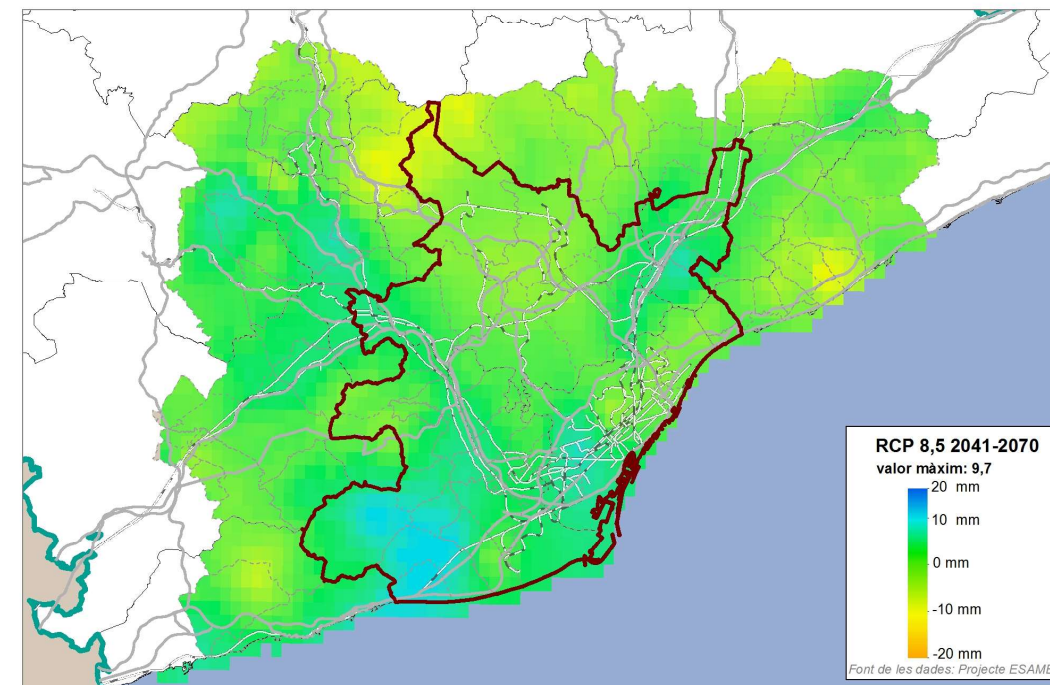 RCP 8,5 2041-2070
valor màxim: 9,7
20 mm
10 mm
0 mm
-10 mm
-20 mm
Font de les dades: Projecte ESAMB